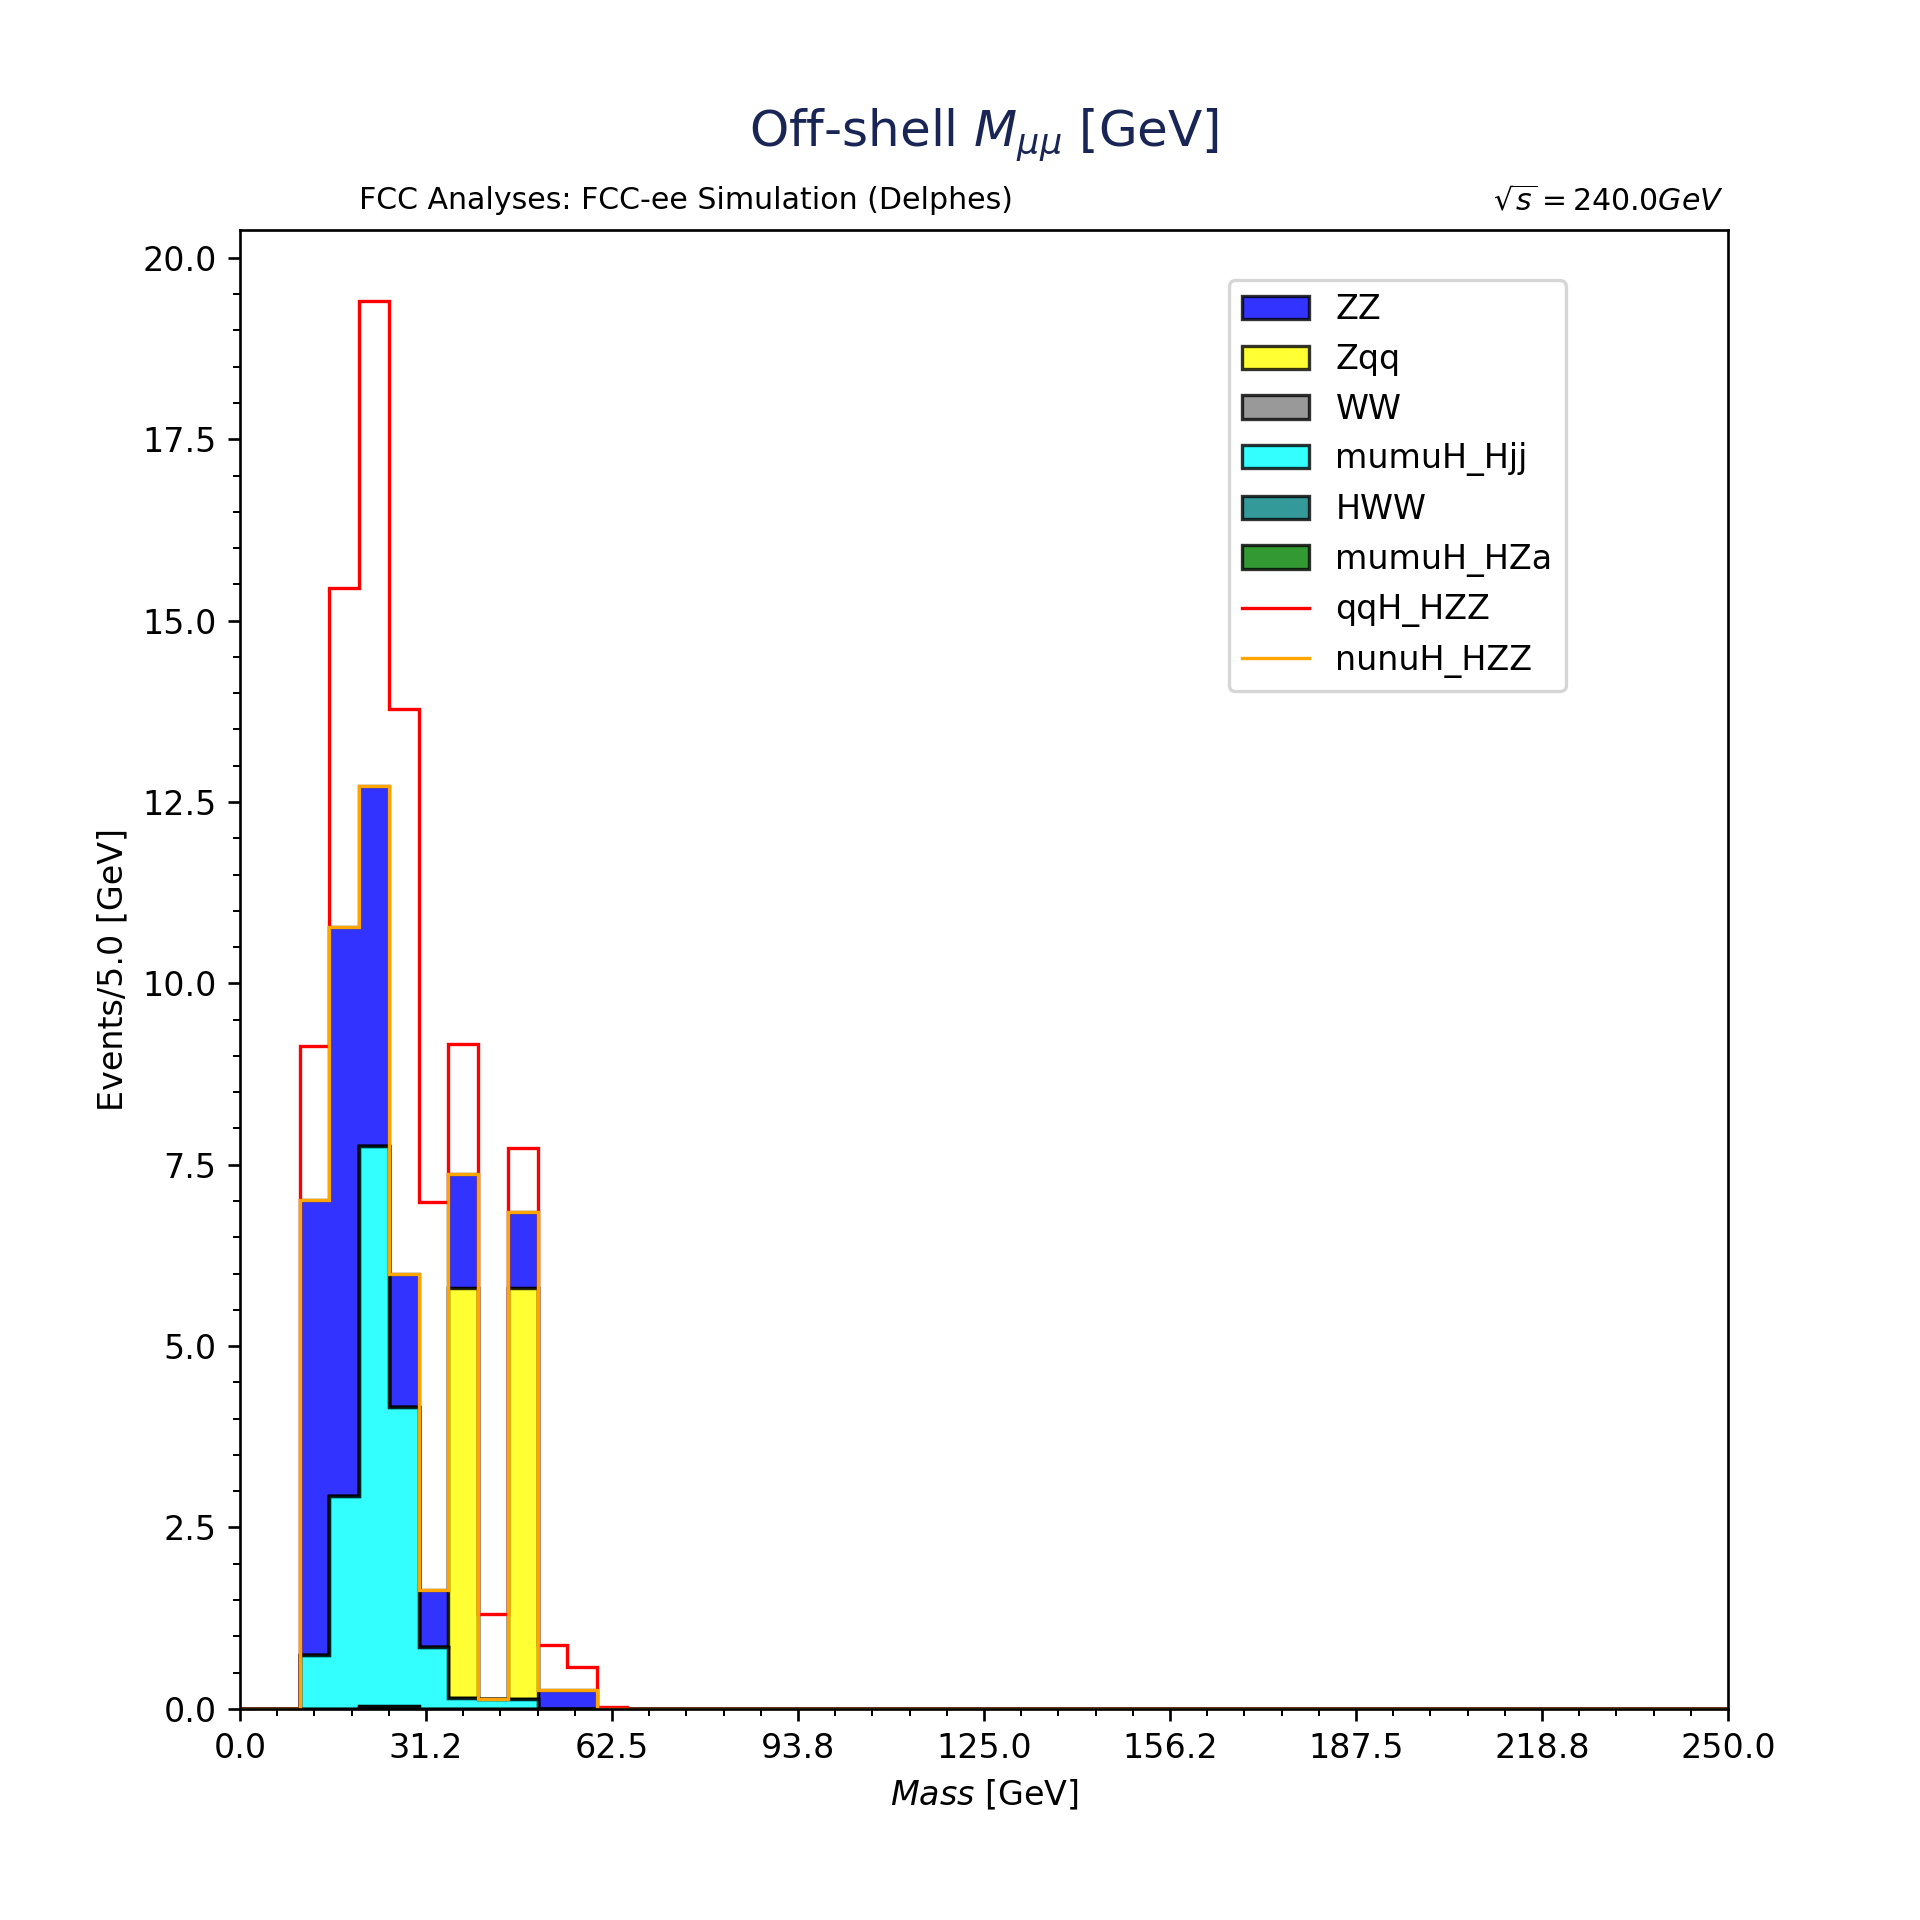 Off-shell $M_{\mu\mu}$ [GeV]
FCC Analyses: FCC-ee Simulation (Delphes)
$\sqrt{s} = 240.0GeV$
20.0
17.5
15.0
12.5
10.0
7.5
5.0
2.5
0.0
Events/5.0 [GeV]
ZZ
Zqq
WW
mumuH_Hjj
HWW
mumuH_HZa
qqH_HZZ
nunuH_HZZ
0.0 31.2 62.5 93.8 125.0 156.2 187.5 218.8 250.0
Mass [GeV]